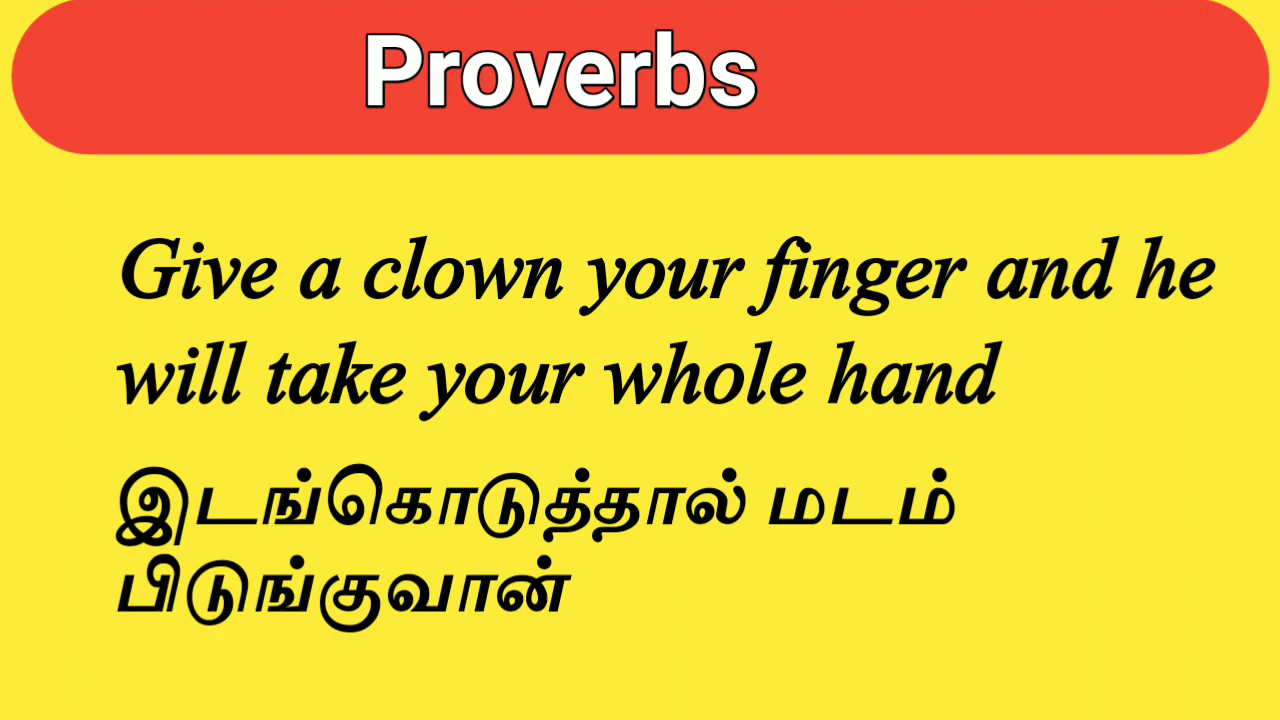 Proverbs
Give a clown your finger and he
will take your whole hand
இடங்கொடுத்தால் மடம்
பிடுங்குவான்